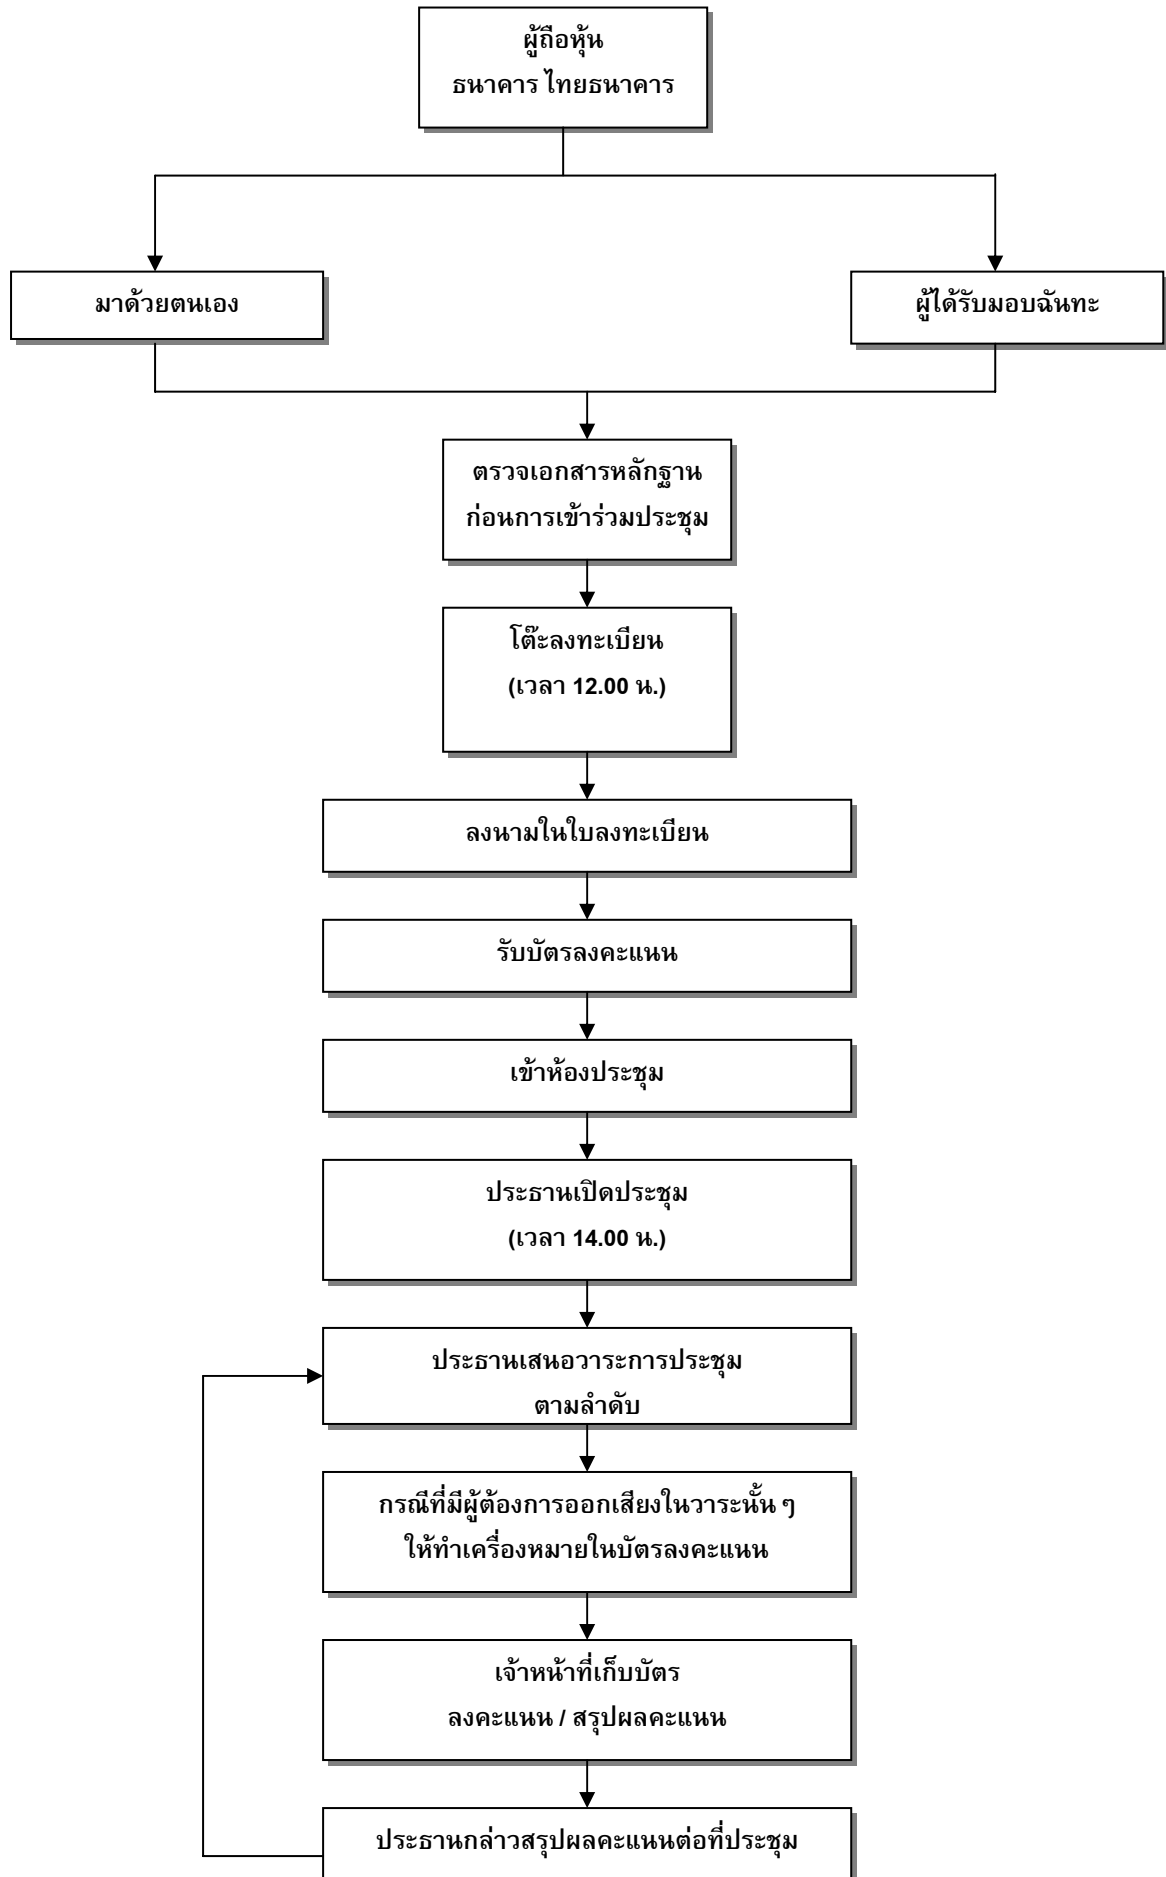 ผู้ถือหุ้น
ธนาคาร ไทยธนาคาร
มาด้วยตนเอง
ผู้ได้รับมอบฉันทะ
ตรวจเอกสารหลักฐาน
ก่อนการเข้าร่วมประชุม
โต๊ะลงทะเบียน
(เวลา 12.00 น.)
ลงนามในใบลงทะเบียน
รับบัตรลงคะแนน
เข้าห้องประชุม
ประธานเปิดประชุม
(เวลา 14.00 น.)
ประธานเสนอวาระการประชุม
ตามลำดับ
กรณีที่มีผู้ต้องการออกเสียงในวาระนั้น ๆ
ให้ทำเครื่องหมายในบัตรลงคะแนน
เจ้าหน้าที่เก็บบัตร
ลงคะแนน / สรุปผลคะแนน
ประธานกล่าวสรุปผลคะแนนต่อที่ประชุม